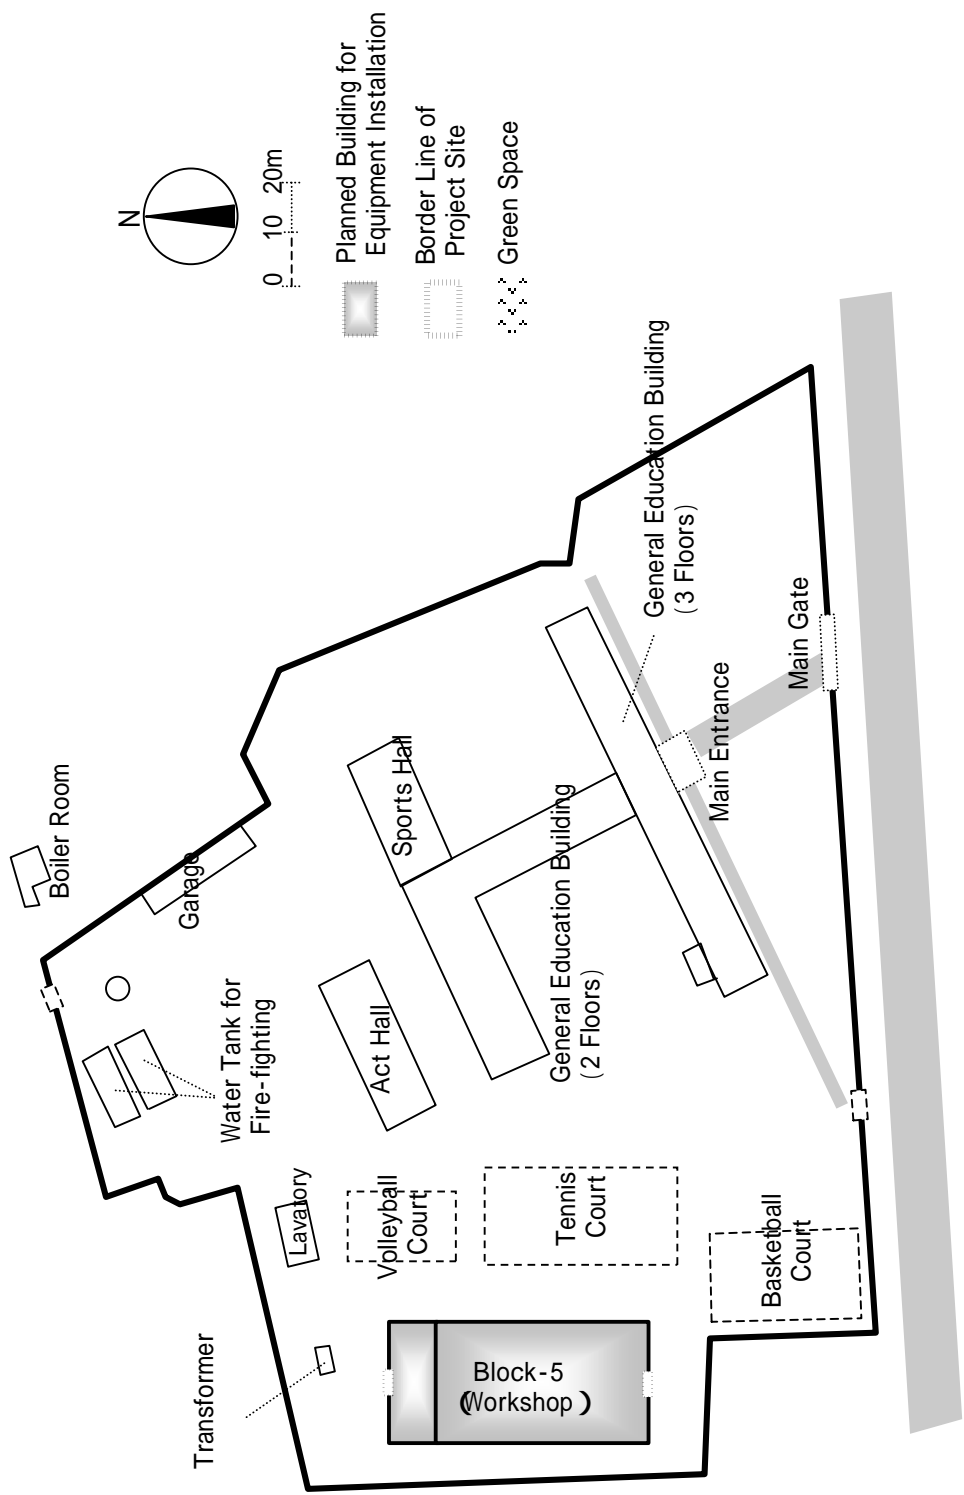 N
0 10 20m
Planned Building for
Equipment Installation
Border Line of
Project Site
Green Space
Boiler Room
Garage
Water Tank for
Fire-fighting
Sports Hall
Act Hall
General Education Building
(3 Floors)
General Education Building
(2 Floors)
Main Gate
Main Entrance
Lavatory
Volleyball
Court
Tennis
Court
Basketball
Court
Transformer
Block-5
(Workshop)